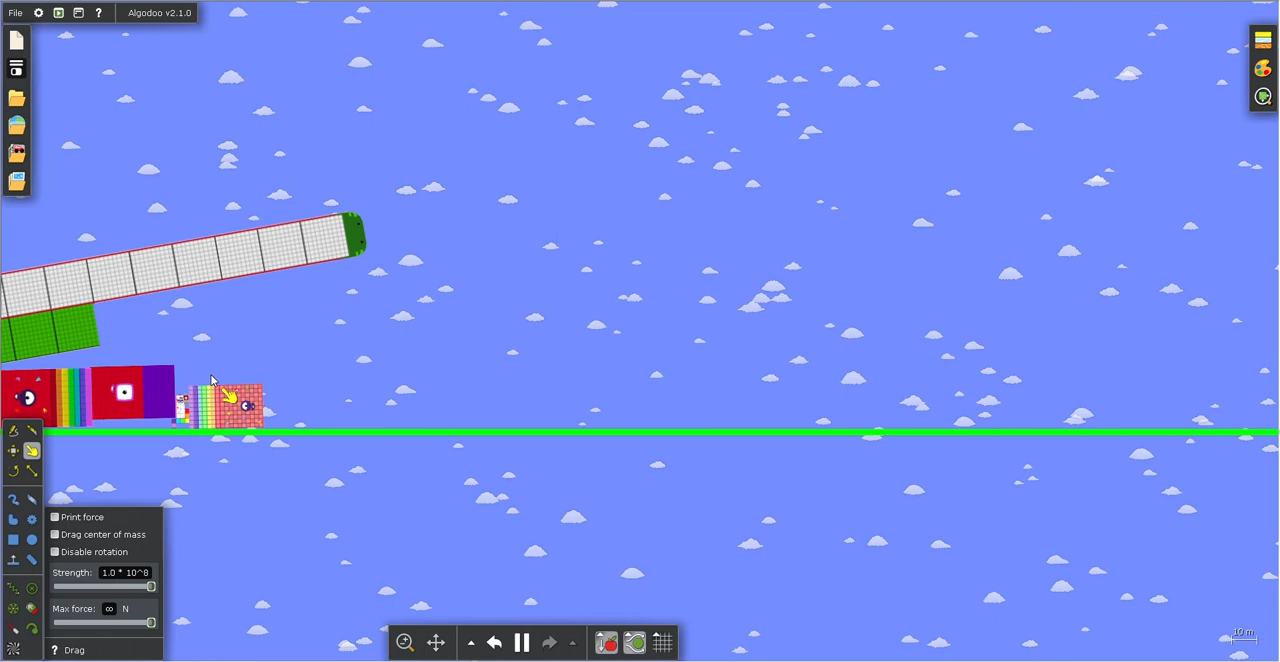 File
?
Algodoo v2.1.0
Print force
Drag center of mass
Disable rotation
Strength: 1.0 * 10^8
Max force: ∞ N
? Drag
10 m